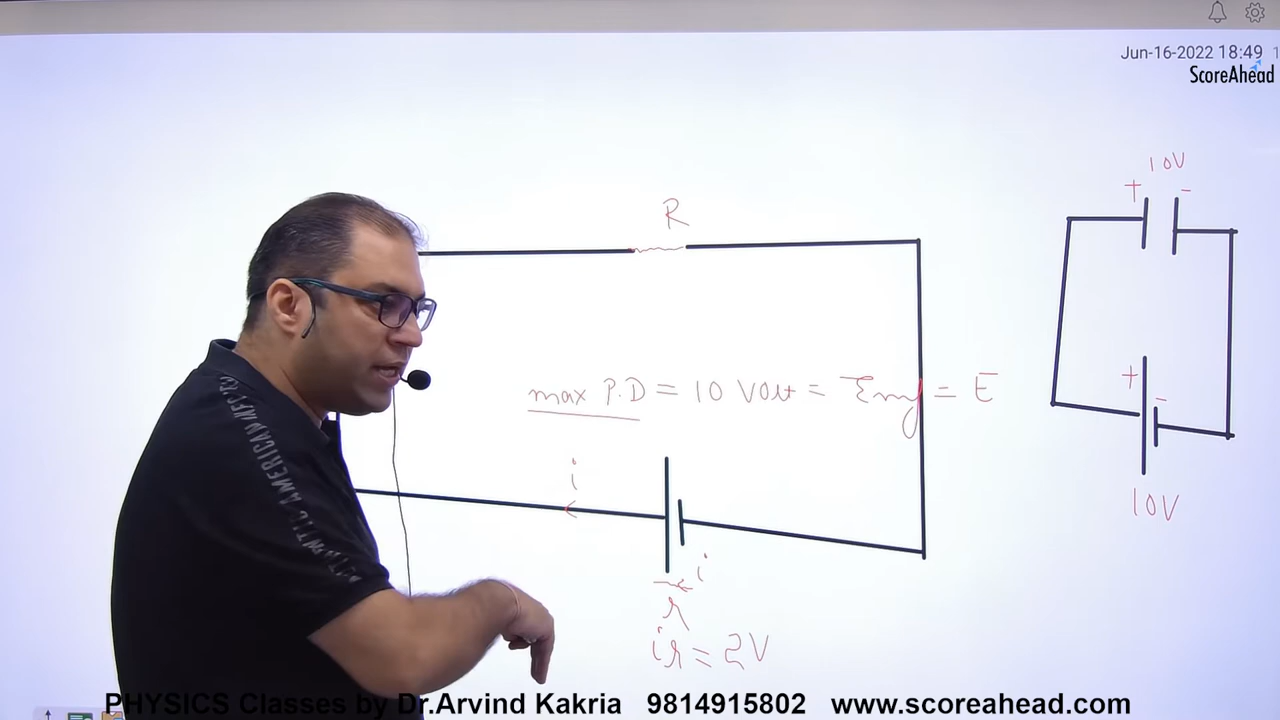 Jun-16-2022 18:49 1
ScoreAhead
10V
+ -
R
max P.D = 10 Volt = Emf = E
+ -
10V
i
i
r
ir = 2V
PHYSICS Classes by Dr.Arvind Kakria 9814915802 www.scoreahead.com